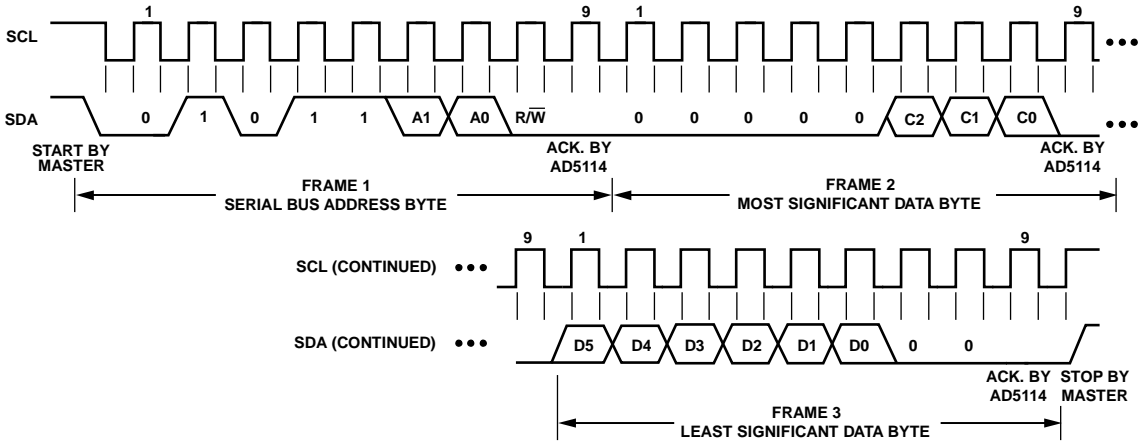 1 9 1 9
SCL
SDA 0 1 0 1 1 A1 A0 R/W̅ 0 0 0 0 0 C2 C1 C0
START BY
MASTER
ACK. BY
AD5114
ACK. BY
AD5114
FRAME 1
SERIAL BUS ADDRESS BYTE
FRAME 2
MOST SIGNIFICANT DATA BYTE
9 1 9
SCL (CONTINUED)
SDA (CONTINUED) D5 D4 D3 D2 D1 D0 0 0
ACK. BY
AD5114
STOP BY
MASTER
FRAME 3
LEAST SIGNIFICANT DATA BYTE